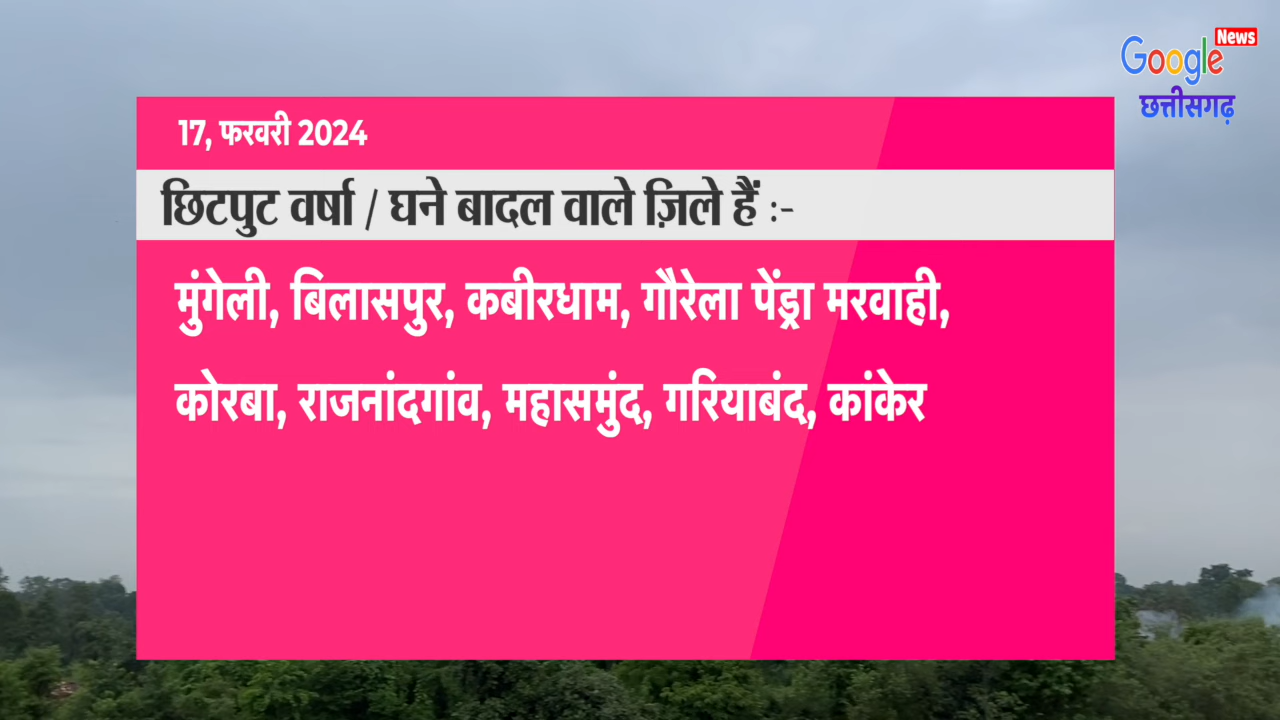 Google News
छत्तीसगढ़
17, फरवरी 2024
छिटपुट वर्षा / घने बादल वाले ज़िले हैं :-
मुंगेली, बिलासपुर, कबीरधाम, गौरेला पेंड्रा मरवाही,
कोरबा, राजनांदगांव, महासमुंद, गरियाबंद, कांकेर